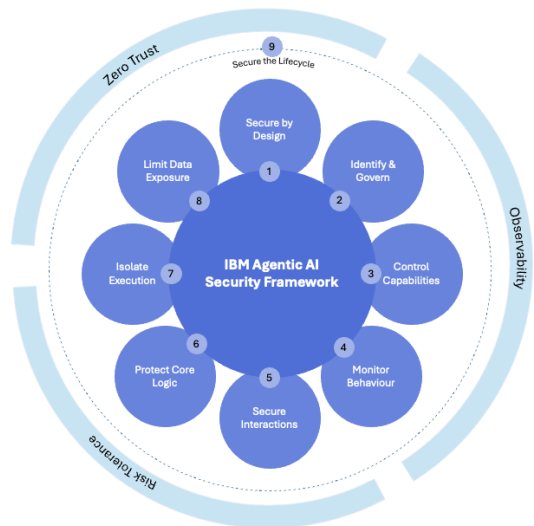 Zero Trust
9
Secure the Lifecycle
Secure by
Design
1
Identify &
Govern
2
Observability
Control
Capabilities
3
Monitor
Behaviour
4
Secure
Interactions
5
Protect Core
Logic
6
Isolate
Execution
7
Limit Data
Exposure
8
IBM Agentic AI
Security Framework
Risk Tolerance